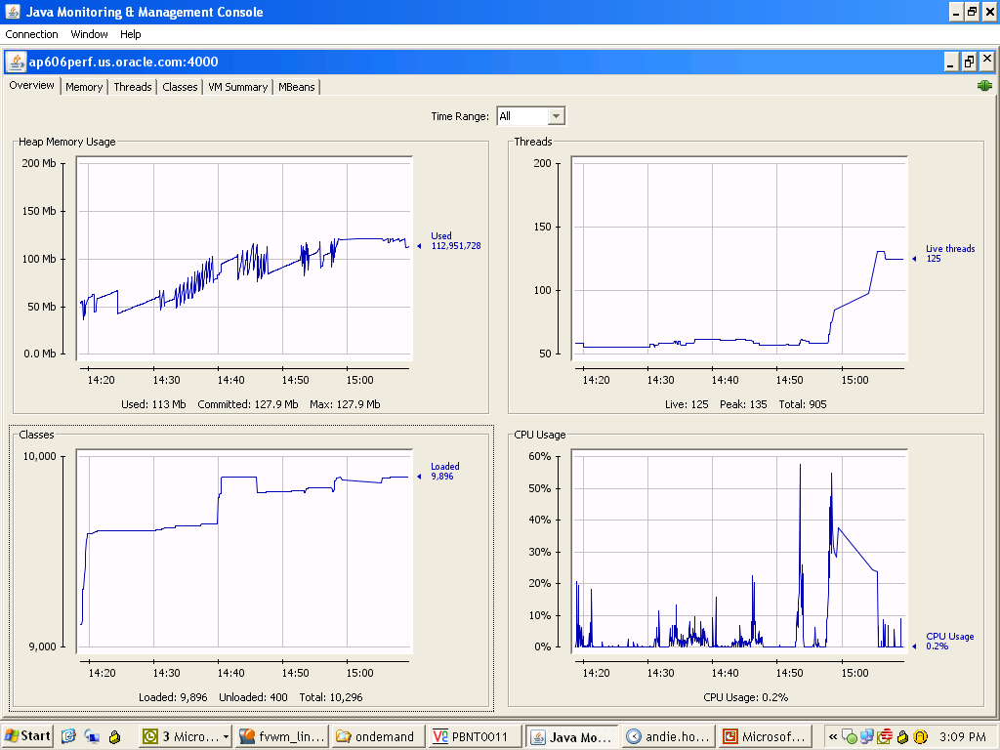 Java Monitoring & Management Console
Connection Window Help
ap606perf.us.oracle.com:4000
Overview Memory Threads Classes VM Summary MBeans
Time Range: All
Heap Memory Usage
200 Mb
150 Mb
100 Mb
50 Mb
0.0 Mb
Used
112,951,728
14:20 14:30 14:40 14:50 15:00
Used: 113 Mb Committed: 127.9 Mb Max: 127.9 Mb
Threads
200
150
100
50
Live threads
125
14:20 14:30 14:40 14:50 15:00
Live: 125 Peak: 135 Total: 905
Classes
10,000
9,000
Loaded
9,896
14:20 14:30 14:40 14:50 15:00
Loaded: 9,896 Unloaded: 400 Total: 10,296
CPU Usage
60%
50%
40%
30%
20%
10%
0%
CPU Usage
0.2%
14:20 14:30 14:40 14:50 15:00
CPU Usage: 0.2%
Start 3 Micro... fvwm_lin... ondemand PBNT0011 Java Mo... andie.ho... Microsof... « 3:09 PM